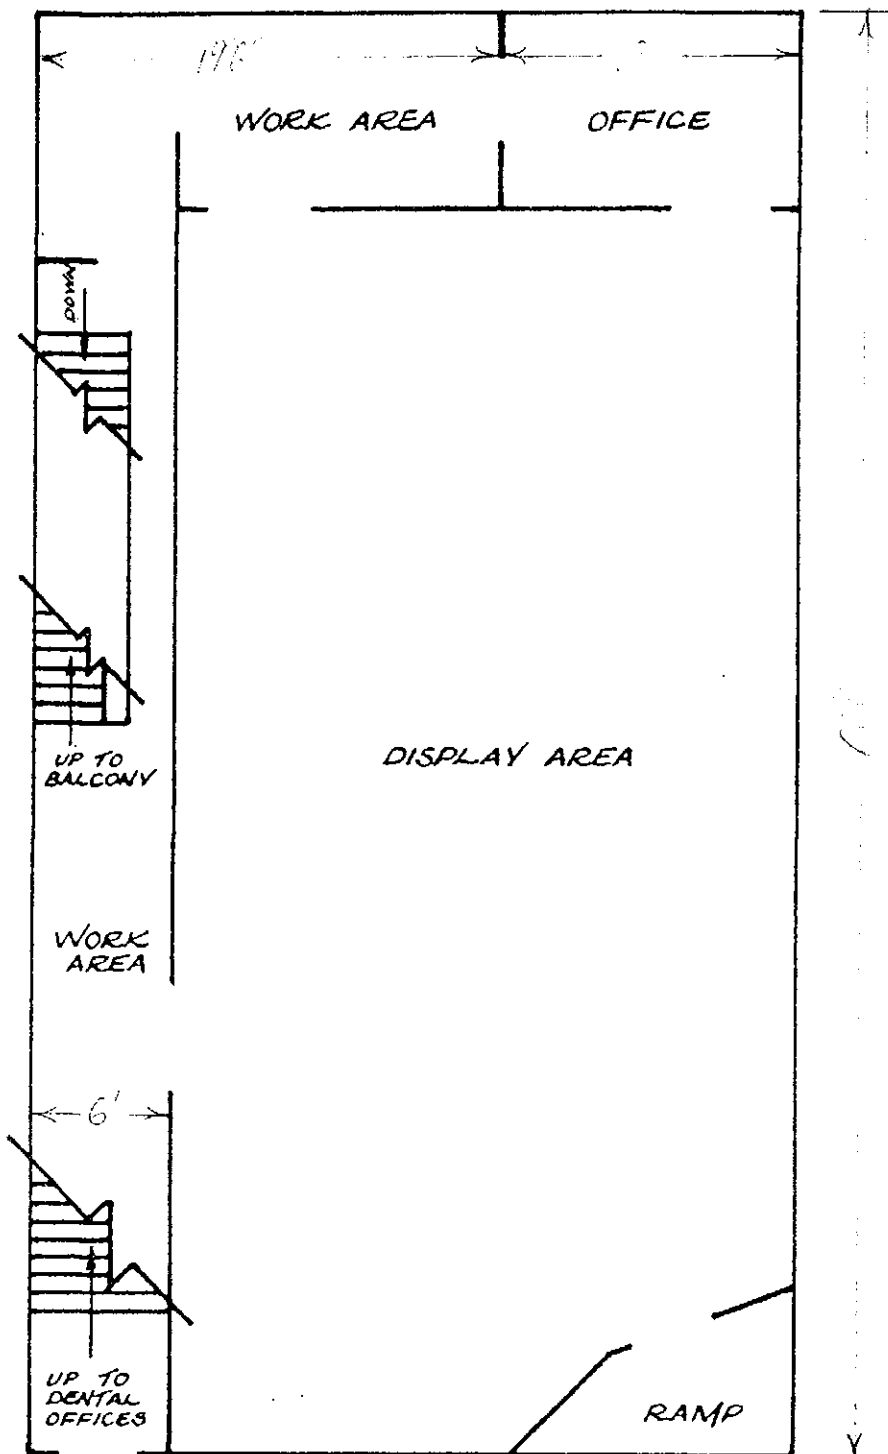 WORK AREA
OFFICE
DOWN
UP TO
BALCONY
DISPLAY AREA
WORK
AREA
6'
UP TO
DENTAL
OFFICES
RAMP